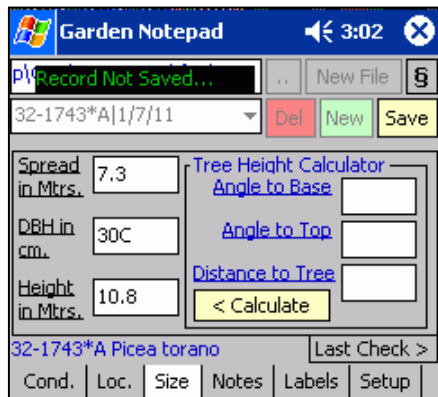 Garden Notepad 3:02
Record Not Saved... .. New File §
32-1743*A|1/7/11 Del New Save
Spread in Mtrs. 7.3
DBH in cm. 30C
Height in Mtrs. 10.8
Tree Height Calculator
Angle to Base
Angle to Top
Distance to Tree
< Calculate
32-1743*A Picea torano Last Check >
Cond. Loc. Size Notes Labels Setup